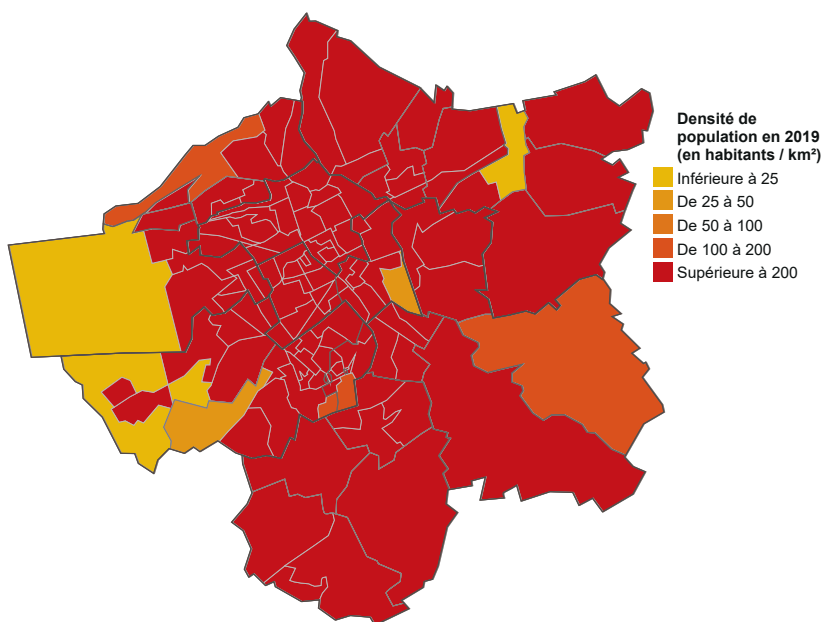 Densité de
population en 2019
(en habitants / km²)
Inférieure à 25
De 25 à 50
De 50 à 100
De 100 à 200
Supérieure à 200